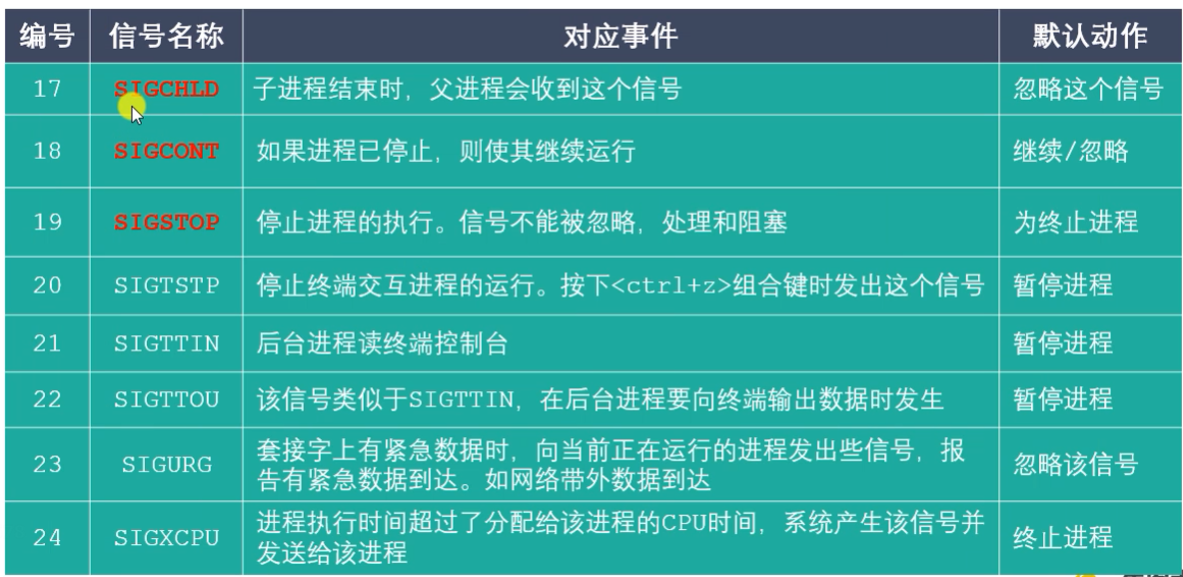 编号 信号名称 对应事件 默认动作
17 SIGCHLD 子进程结束时，父进程会收到这个信号 忽略这个信号
18 SIGCONT 如果进程已停止，则使其继续运行 继续/忽略
19 SIGSTOP 停止进程的执行。信号不能被忽略，处理和阻塞 为终止进程
20 SIGTSTP 停止终端交互进程的运行。按下<ctrl+z>组合键时发出这个信号 暂停进程
21 SIGTTIN 后台进程读终端控制台 暂停进程
22 SIGTTOU 该信号类似于SIGTTIN，在后台进程要向终端输出数据时发生 暂停进程
23 SIGURG 套接字上有紧急数据时，向当前正在运行的进程发出些信号，报
告有紧急数据到达。如网络带外数据到达 忽略该信号
24 SIGXCPU 进程执行时间超过了分配给该进程的CPU时间，系统产生该信号并
发送给该进程 终止进程